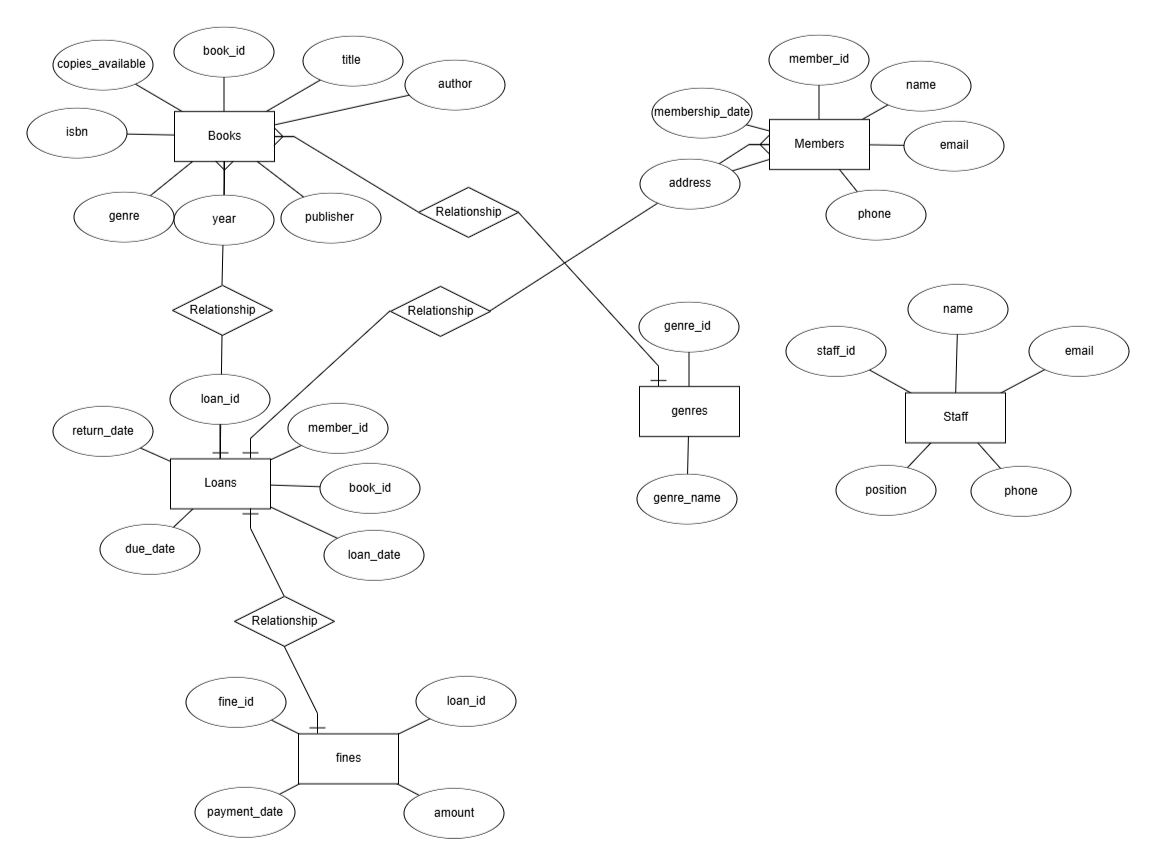 book_id
copies_available
title
author
isbn
Books
genre
year
publisher
member_id
name
membership_date
Members
email
address
phone
Relationship
Relationship
Relationship
genre_id
genres
genre_name
name
staff_id
email
Staff
position
phone
loan_id
return_date
member_id
Loans
book_id
due_date
loan_date
Relationship
fine_id
loan_id
fines
payment_date
amount